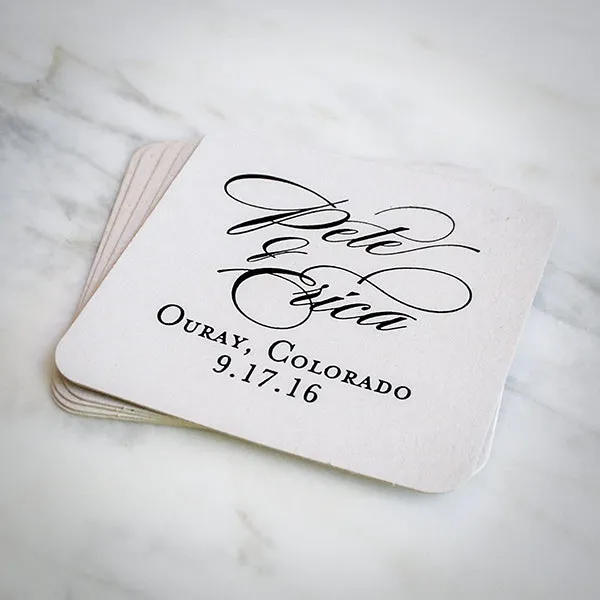 Pete
&
Erica
Ouray, Colorado
9.17.16